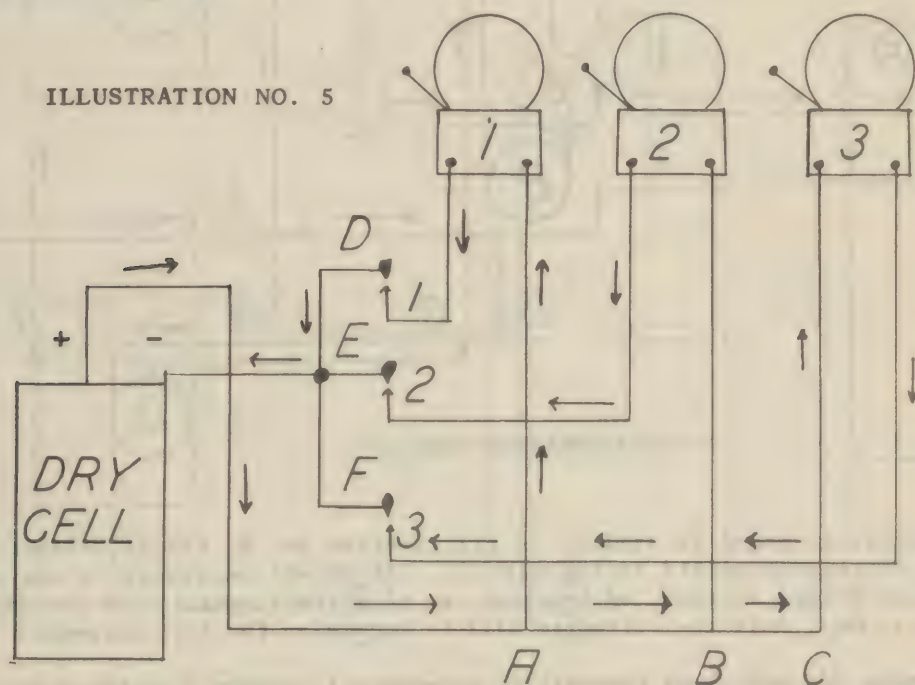 ILLUSTRATION NO. 5
1 2 3
D
1
+ -
E
2
DRY
CELL
F
3
A B C